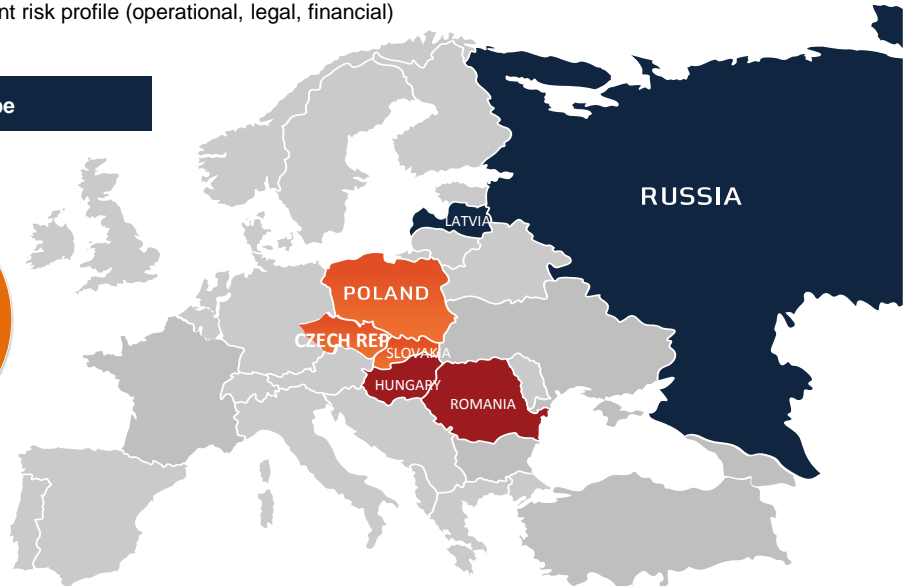 nt risk profile (operational, legal, financial)
pe
RUSSIA
LATVIA
POLAND
CZECH REP
SLOVAKIA
HUNGARY
ROMANIA